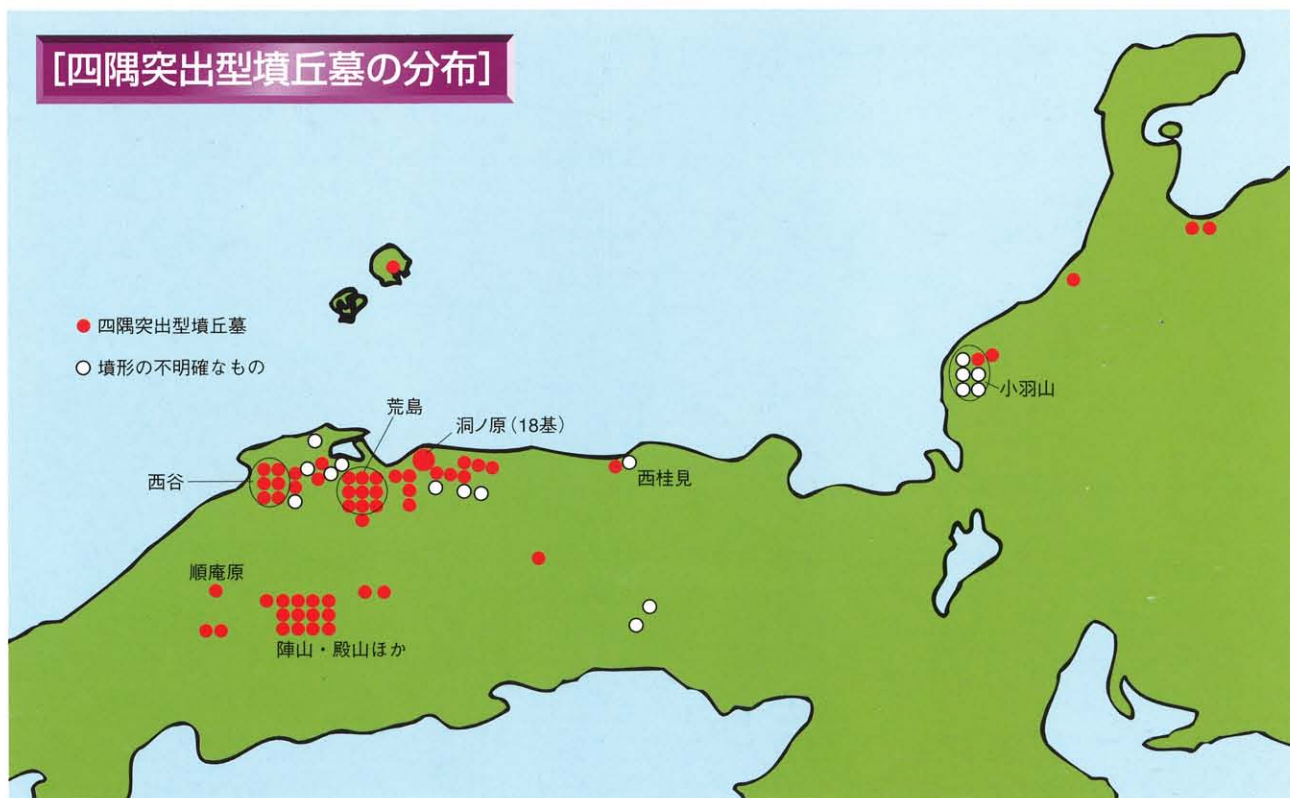 [四隅突出型墳丘墓の分布]
四隅突出型墳丘墓
墳形の不明確なもの
小羽山
荒島
洞ノ原(18基)
西谷
西桂見
順庵原
陣山・殿山ほか